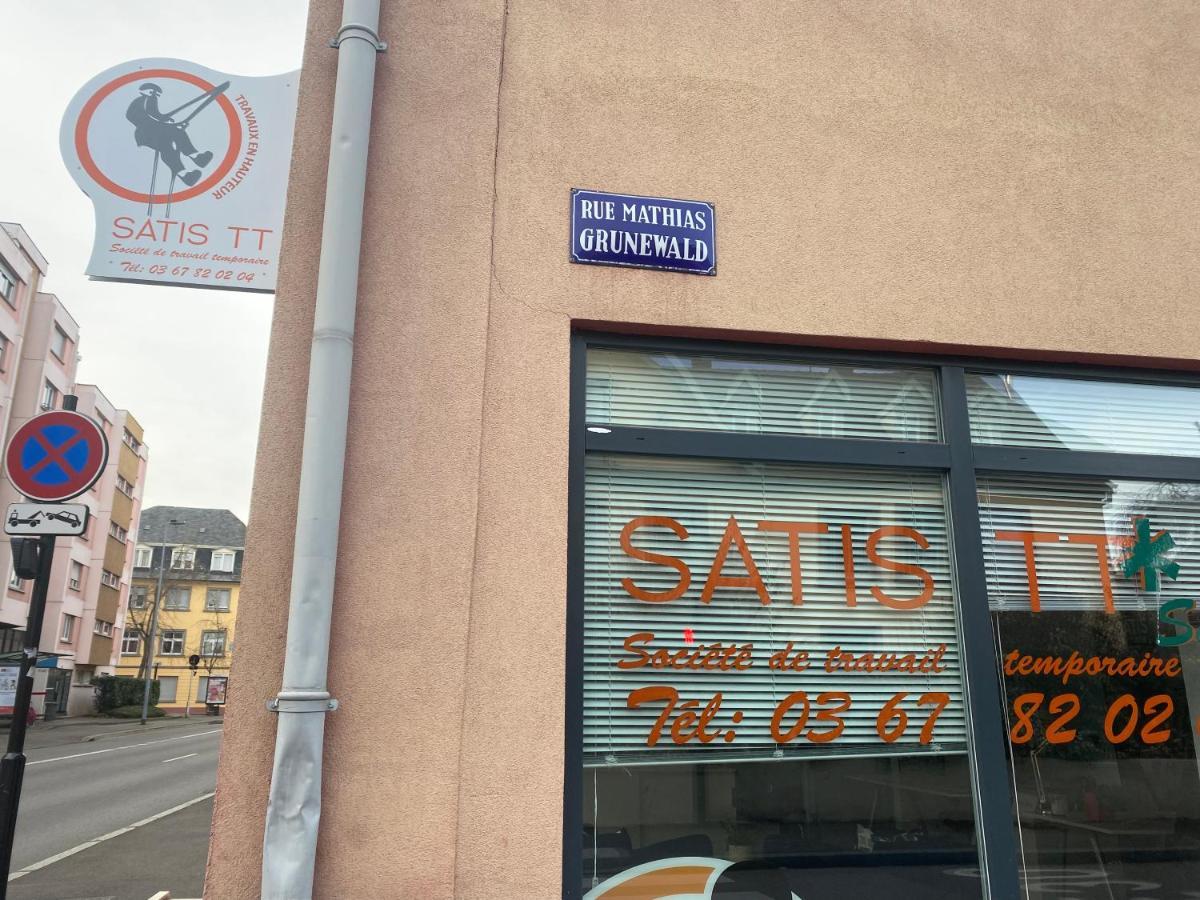 TRAVAUX EN HAUTEUR
SATIS TT
Société de travail temporaire
Tél: 03 67 82 02 04
RUE MATHIAS
GRUNEWALD
SATIS TT
S
Société de travail temporaire
Tél: 03 67 82 02